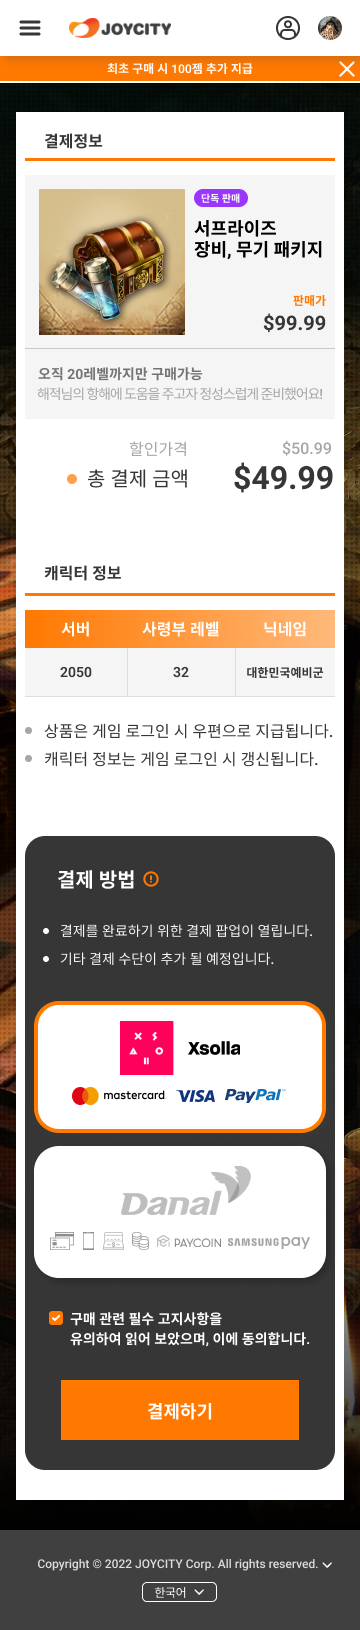 JOYCITY
최초 구매 시 100젬 추가 지급
결제정보
단독 판매
서프라이즈
장비, 무기 패키지
판매가
$99.99
오직 20레벨까지만 구매가능
해적님의 항해에 도움을 주고자 정성스럽게 준비했어요!
할인가격 $50.99
총 결제 금액 $49.99
캐릭터 정보
서버 사령부 레벨 닉네임
2050 32 대한민국예비군
상품은 게임 로그인 시 우편으로 지급됩니다.
캐릭터 정보는 게임 로그인 시 갱신됩니다.
결제 방법
결제를 완료하기 위한 결제 팝업이 열립니다.
기타 결제 수단이 추가 될 예정입니다.
XSOLLA Xsolla
mastercard VISA PayPal
Danal
PAYCOIN SAMSUNG pay
구매 관련 필수 고지사항을
유의하여 읽어 보았으며, 이에 동의합니다.
결제하기
Copyright © 2022 JOYCITY Corp. All rights reserved.
한국어